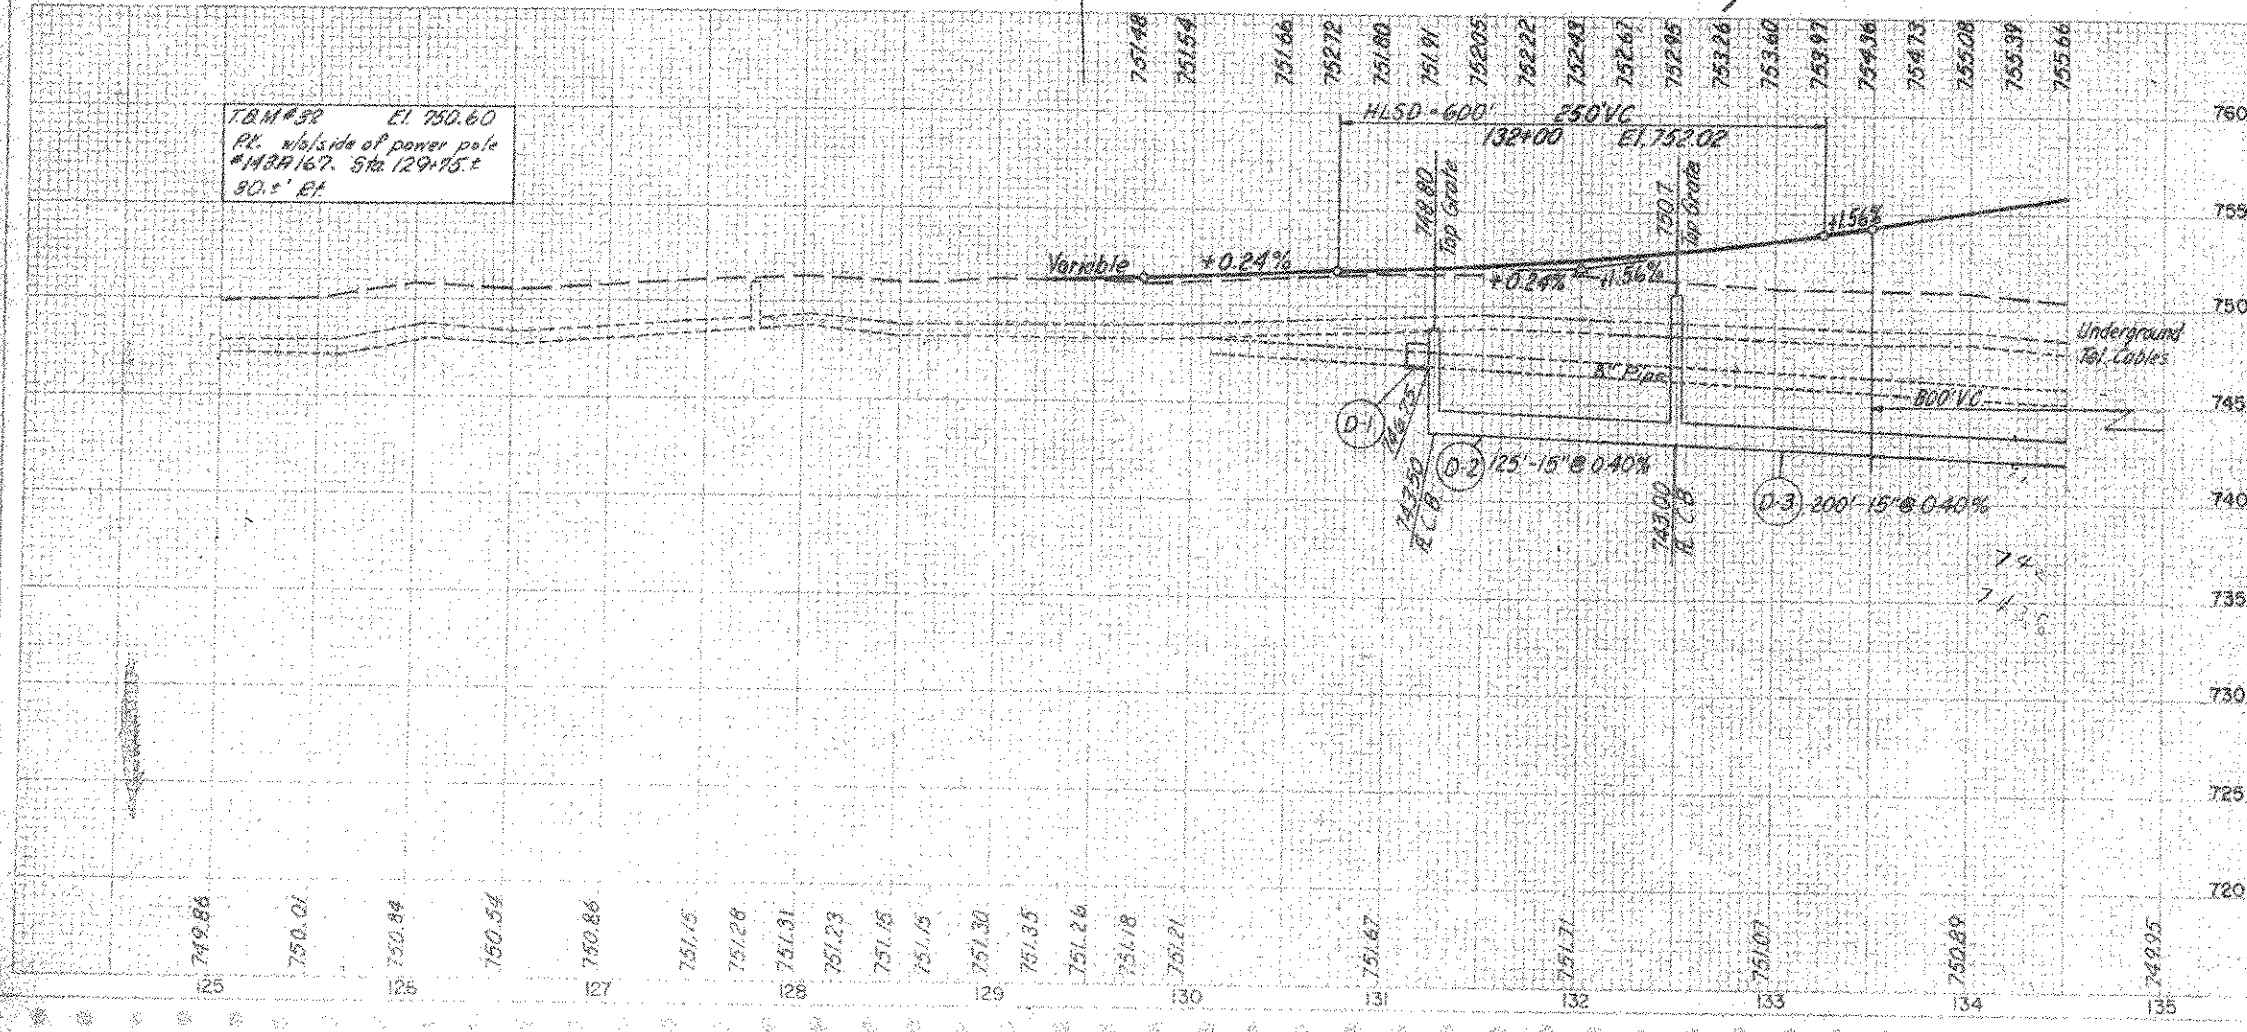 751.48 751.54 751.66 752.12 751.80 751.91 752.05 752.22 752.43 752.67 752.95 753.26 753.60 753.97 754.36 754.73 755.08 755.39 755.66
T.B.M #32 El. 750.60
P.K. w/side of power pole
#143A167. Sta. 129+75.±
30.±' Rt.
HLSD = 600' 250' VC
132+00 El. 752.02
748.80
Top Grate
750.1
Top Grate
Variable +0.24% +0.24% +1.56% +1.56%
760
755
750
745
740
735
730
725
720
Underground
Tel. Cables
8" Pipe
800' V.C.
D-1
746.75
D-2 125'-15" @ 0.40%
743.50
R. C.B.
743.00
R. C.B.
D-3 200'-15" @ 0.40%
749.86 750.01 750.84 750.54 750.86 751.15 751.28 751.31 751.23 751.15 751.15 751.30 751.35 751.26 751.18 751.21 751.67 751.71 751.07 750.89 749.95
125 126 127 128 129 130 131 132 133 134 135